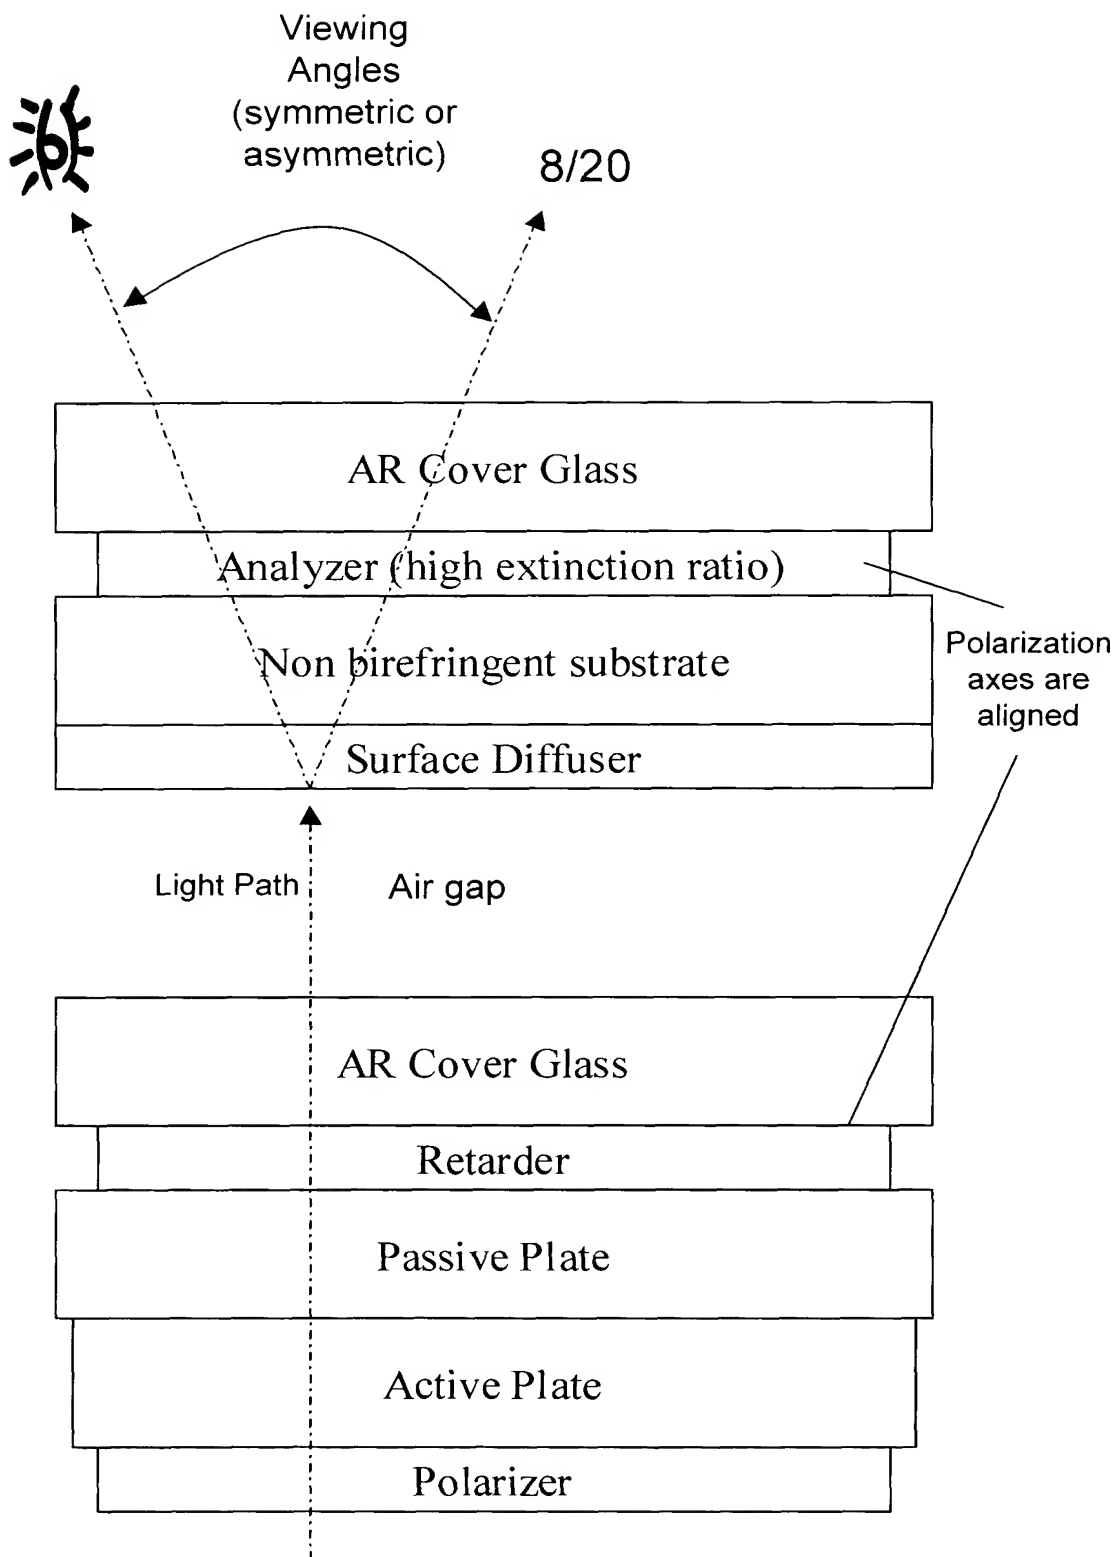 Viewing
Angles
(symmetric or
asymmetric)
8/20
AR Cover Glass
Analyzer (high extinction ratio)
Non birefringent substrate
Polarization
axes are
aligned
Surface Diffuser
Light Path
Air gap
AR Cover Glass
Retarder
Passive Plate
Active Plate
Polarizer